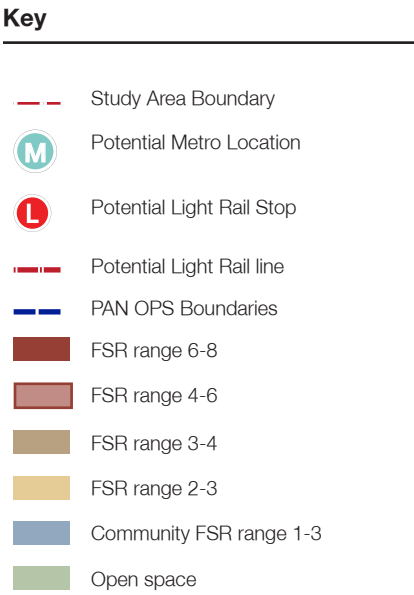 Key
Study Area Boundary
M Potential Metro Location
L Potential Light Rail Stop
Potential Light Rail line
PAN OPS Boundaries
FSR range 6-8
FSR range 4-6
FSR range 3-4
FSR range 2-3
Community FSR range 1-3
Open space